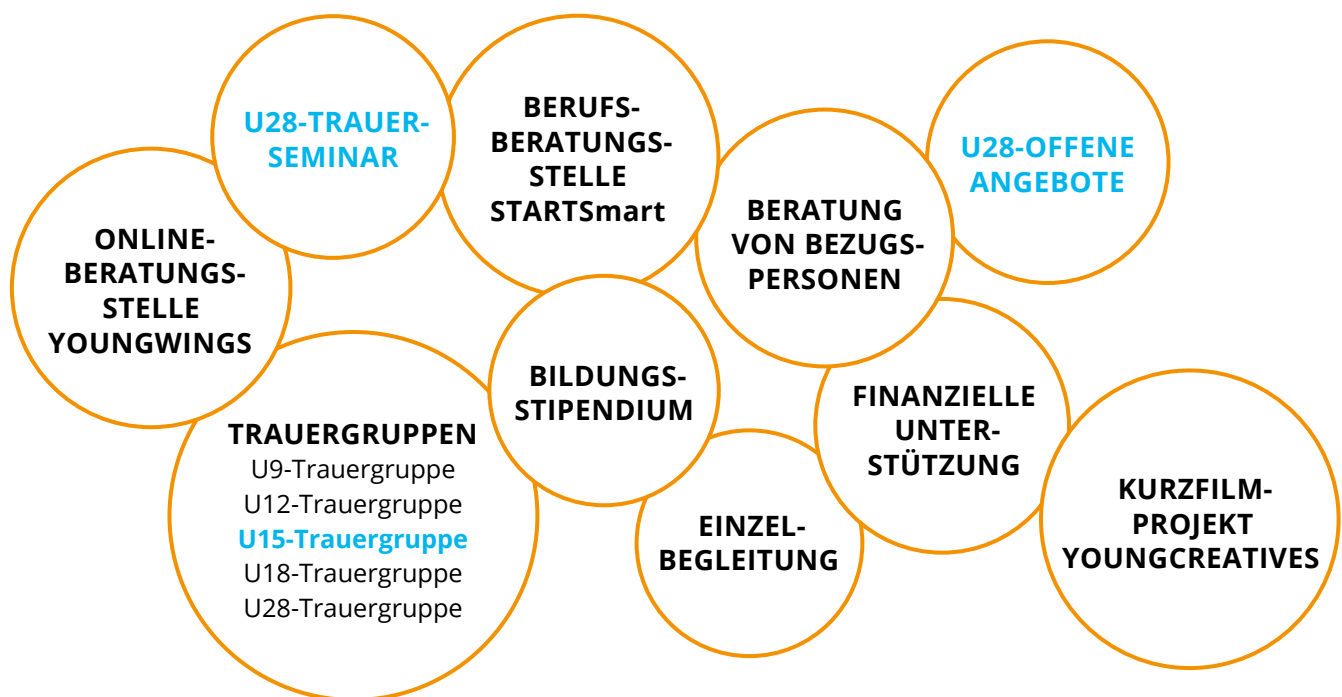 U28-TRAUER-
SEMINAR
BERUFS-
BERATUNGS-
STELLE
STARTSmart
U28-OFFENE
ANGEBOTE
ONLINE-
BERATUNGS-
STELLE
YOUNGWINGS
BERATUNG
VON BEZUGS-
PERSONEN
BILDUNGS-
STIPENDIUM
FINANZIELLE
UNTER-
STÜTZUNG
TRAUERGRUPPEN
U9-Trauergruppe
U12-Trauergruppe
U15-Trauergruppe
U18-Trauergruppe
U28-Trauergruppe
EINZEL-
BEGLEITUNG
KURZFILM-
PROJEKT
YOUNGCREATIVES